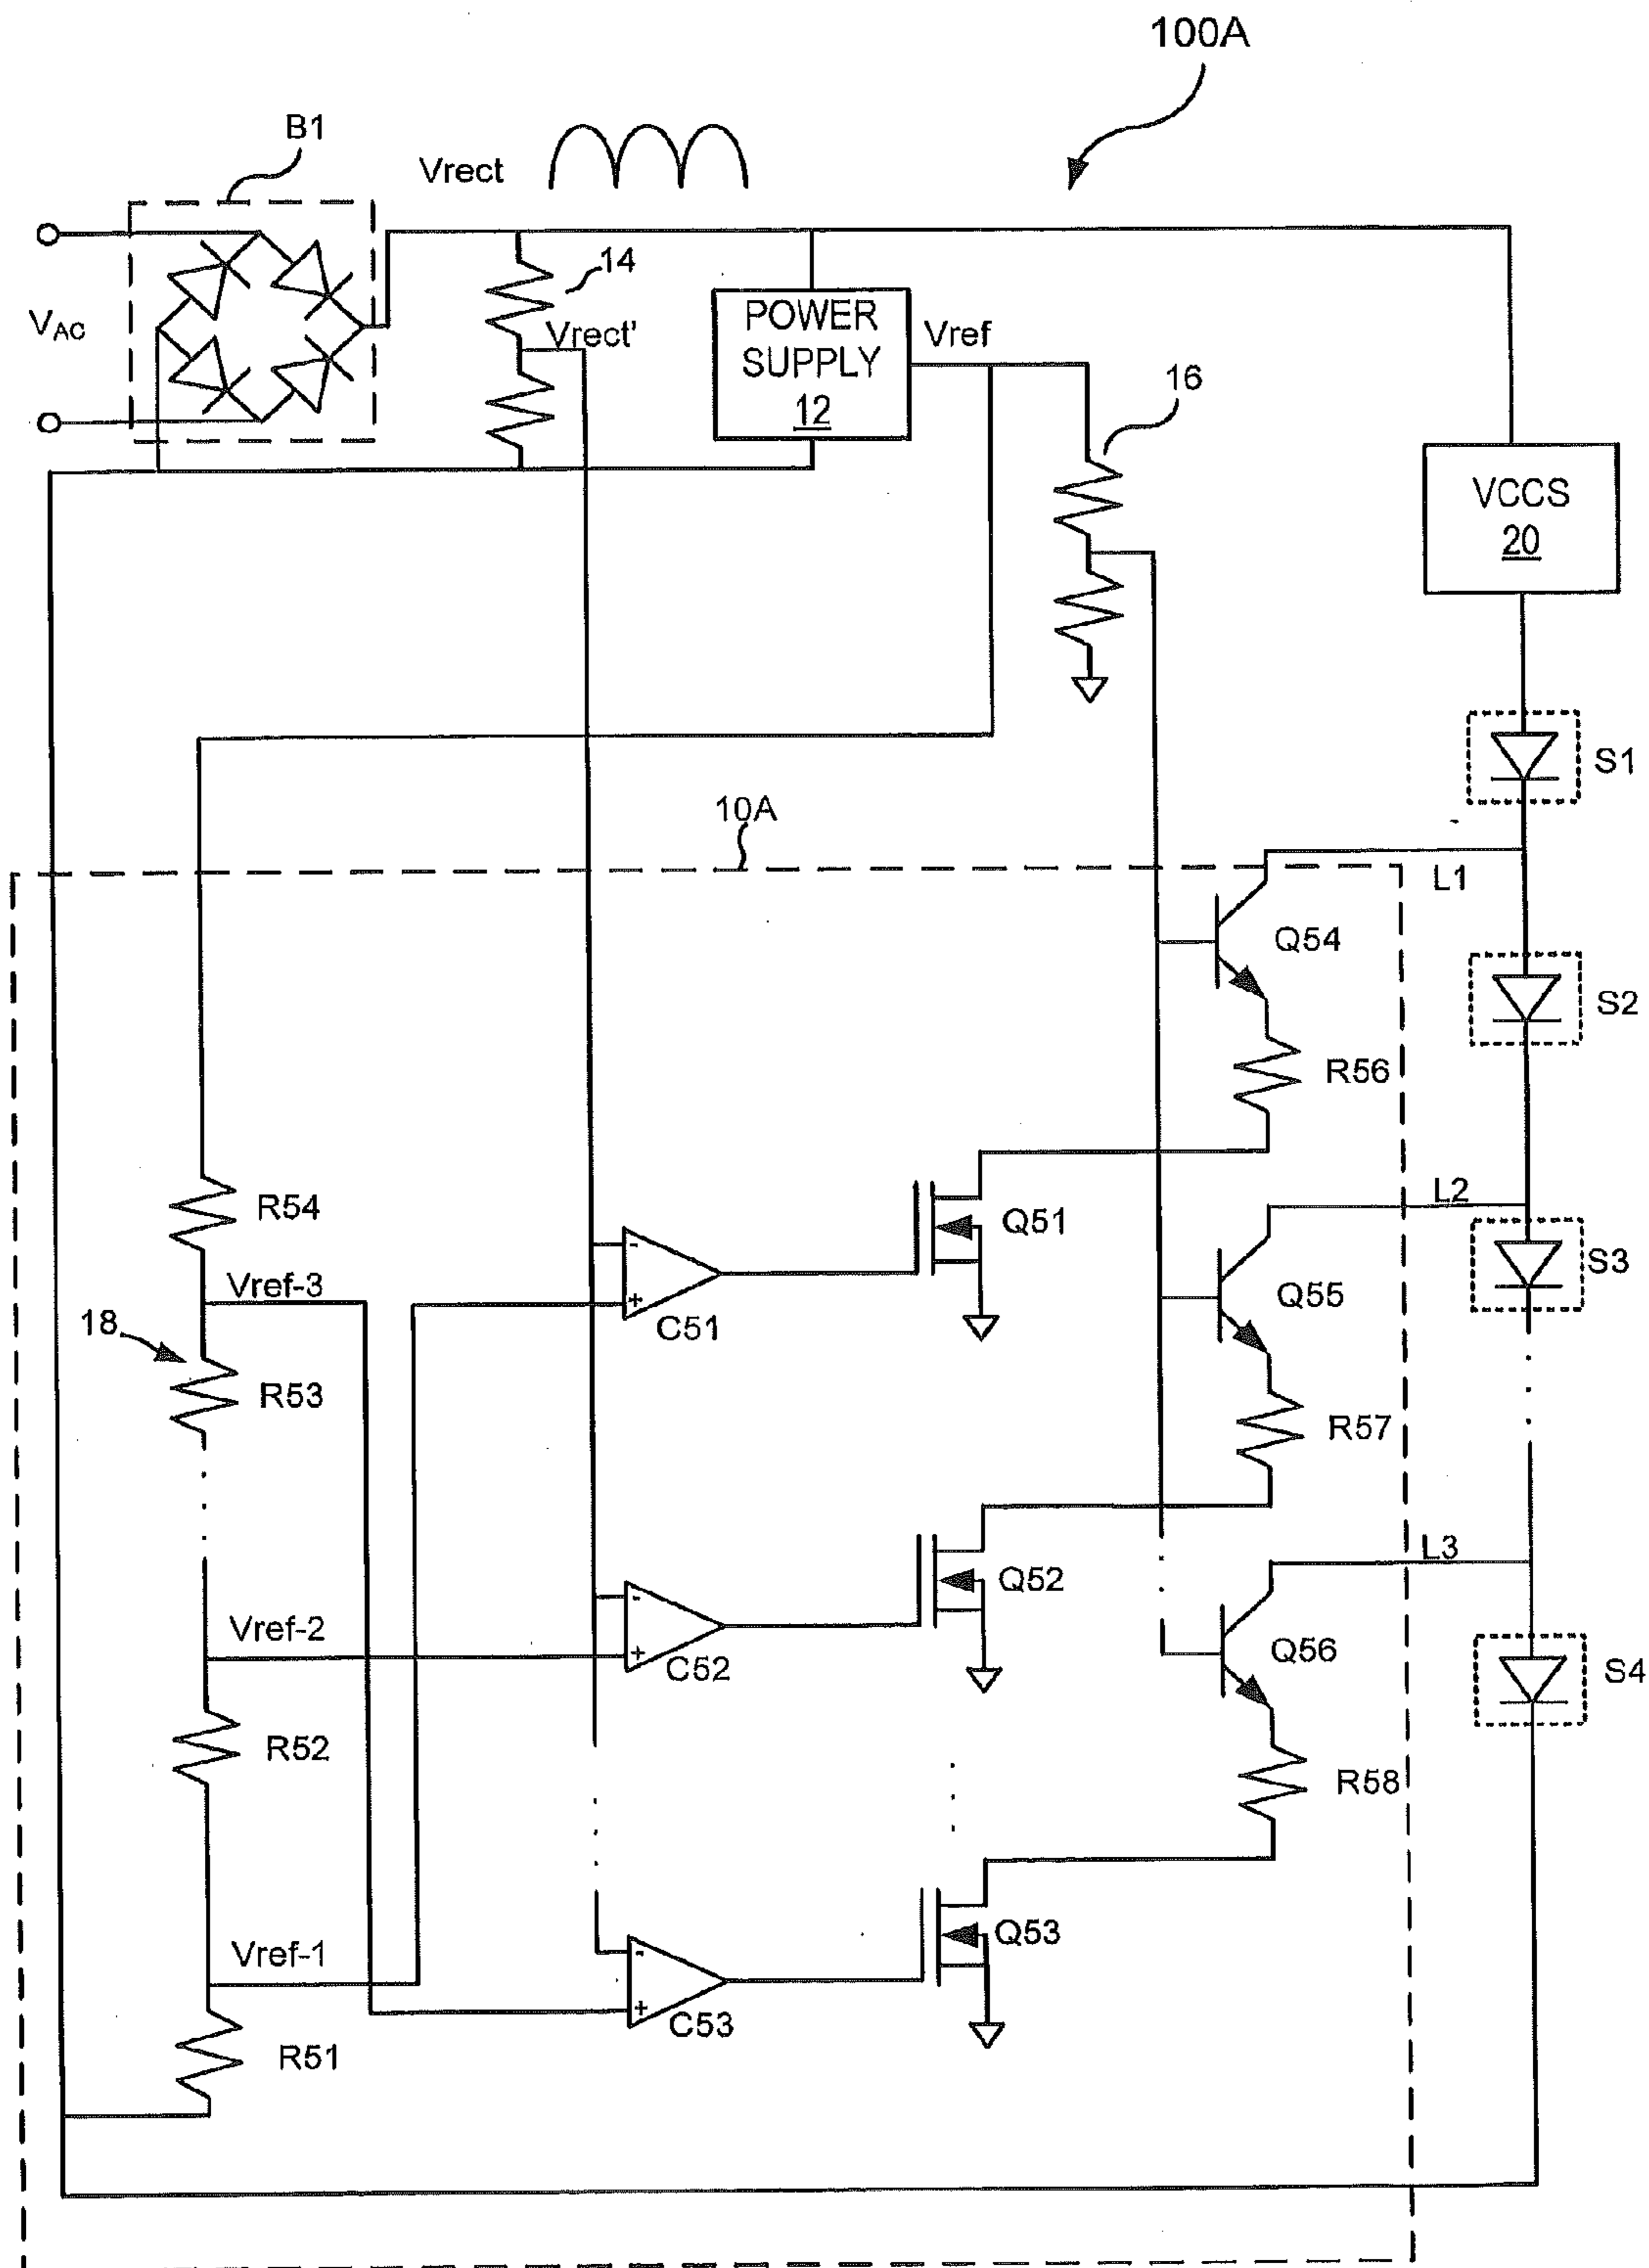 100A
B1
Vrect
14
VAC
Vrect'
POWER
SUPPLY
12
Vref
16
VCCS
20
S1
10A
L1
Q54
S2
R56
L2
R54
Q51
S3
Vref-3
-
+
C51
Q55
18
R53
R57
L3
Q52
Vref-2
-
+
C52
Q56
S4
R52
R58
Vref-1
-
+
C53
Q53
R51